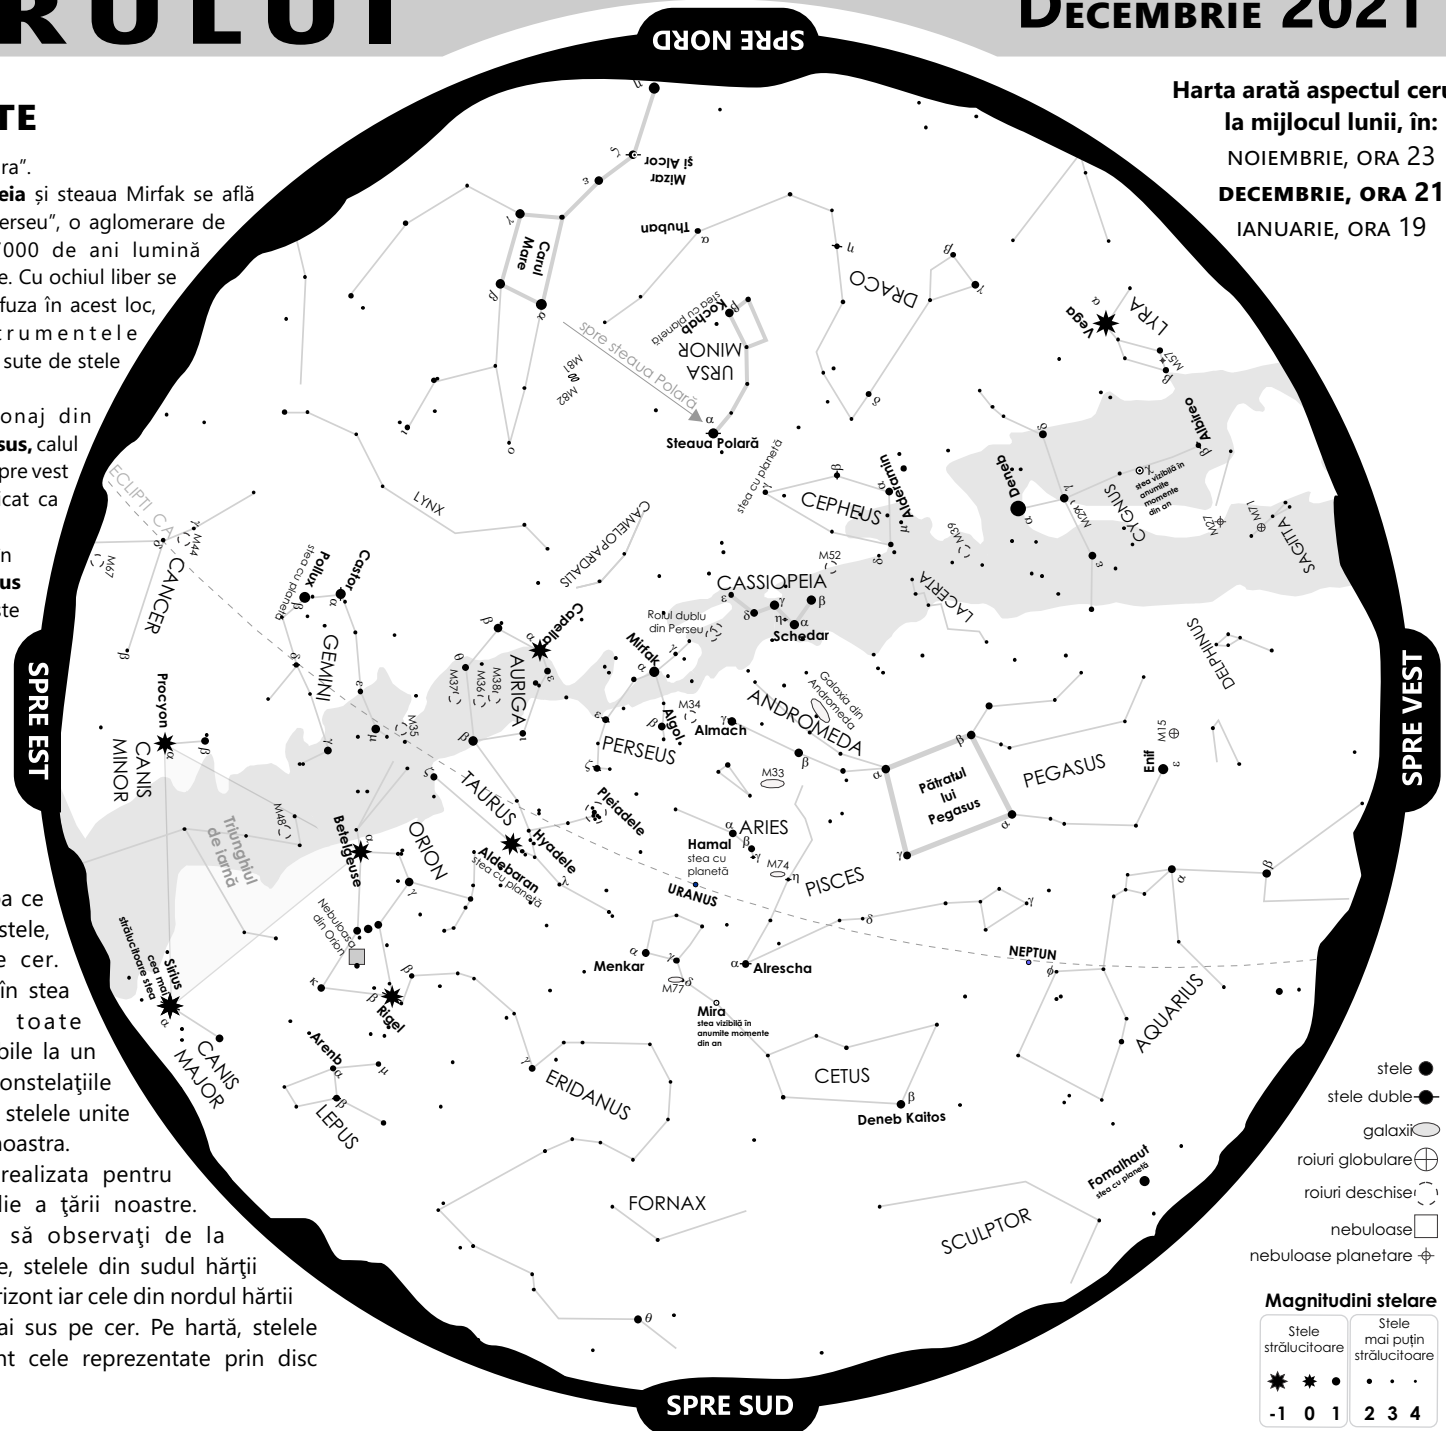 RULUI
DECEMBRIE 2021
SPRE NORD
Harta arată aspectul ceru
la mijlocul lunii, în:
NOIEMBRIE, ORA 23
DECEMBRIE, ORA 21
IANUARIE, ORA 19
TE
ra”.
eia și steaua Mirfak se află
erseu”, o aglomerare de
000 de ani lumină
e. Cu ochiul liber se
fuza în acest loc,
trumentele
sute de stele
onaj din
sus, calul
pre vest
icat ca
n
us
ste
a ce
stele,
e cer.
în stea
toate
bile la un
onstelaţiile
stelele unite
noastra.
realizata pentru
die a ţării noastre.
să observaţi de la
e, stelele din sudul hărţii
rizont iar cele din nordul hărtii
ai sus pe cer. Pe hartă, stelele
nt cele reprezentate prin disc
η
ζ
Mizar
și Alcor
ε
γ
Carul
Mare
β
α
Thuban
α
η
DRACO
β
γ
δ
Kochab
stea cu planetă
β
URSA
MINOR
α
Steaua Polară
spre steaua Polară
M81
M82
ι
ο
Vega
α
LYRA
M57
β
Albireo
β
δ
Deneb
α
γ
M29
CYGNUS
χ
stea vizibilă în
anumite
momente
din an
ε
M27
M71
SAGITTA
M39
LACERTA
DELPHINUS
Alderamin
α
β
γ
stea cu planetă
CEPHEUS
μ
δ
M52
CASSIOPEIA
ε
δ
γ
η
α
β
Schedar
Roiul dublu
din Perseu
CAMELOPARDALIS
LYNX
ECLIPTICA
M44
γ
δ
M67
CANCER
β
Pollux
stea cu planetă
β
Castor
α
GEMINI
δ
ε
γ
μ
M35
Capella
α
β
θ
AURIGA
ε
ι
M37
M36
M38
β
Mirfak
α
γ
M34
Algol
β
PERSEUS
ε
ζ
Almach
γ
ANDROMEDA
Galaxia din
Andromeda
β
α
M33
Pătratul
lui
Pegasus
β
α
γ
PEGASUS
Enif
ε
M15
SPRE EST
SPRE VEST
Procyon
α
β
CANIS
MINOR
M48
Triunghiul
de iarnă
Betelgeuse
α
ORION
γ
Nebuloasa
din Orion
κ
β
Rigel
β
ζ
TAURUS
Aldebaran
stea cu planetă
Hyadele
λ
Pleiadele
α
ARIES
β
γ
Hamal
stea cu
planetă
M74
η
URANUS
PISCES
δ
γ
NEPTUN
φ
α
β
AQUARIUS
Menkar
α
γ
δ
M77
α
Alrescha
Mira
stea vizibilă în
anumite momente
din an
CETUS
β
Deneb Kaitos
Sirius
cea mai
strălucitoare stea
α
CANIS
MAJOR
Arenb
α
μ
β
LEPUS
γ
ERIDANUS
FORNAX
θ
SCULPTOR
Fomalhaut
stea cu planetă
SPRE SUD
stele
stele duble
galaxii
roiuri globulare
roiuri deschise
nebuloase
nebuloase planetare
Magnitudini stelare
Stele
strălucitoare
Stele
mai puțin
strălucitoare
-1 0 1 2 3 4